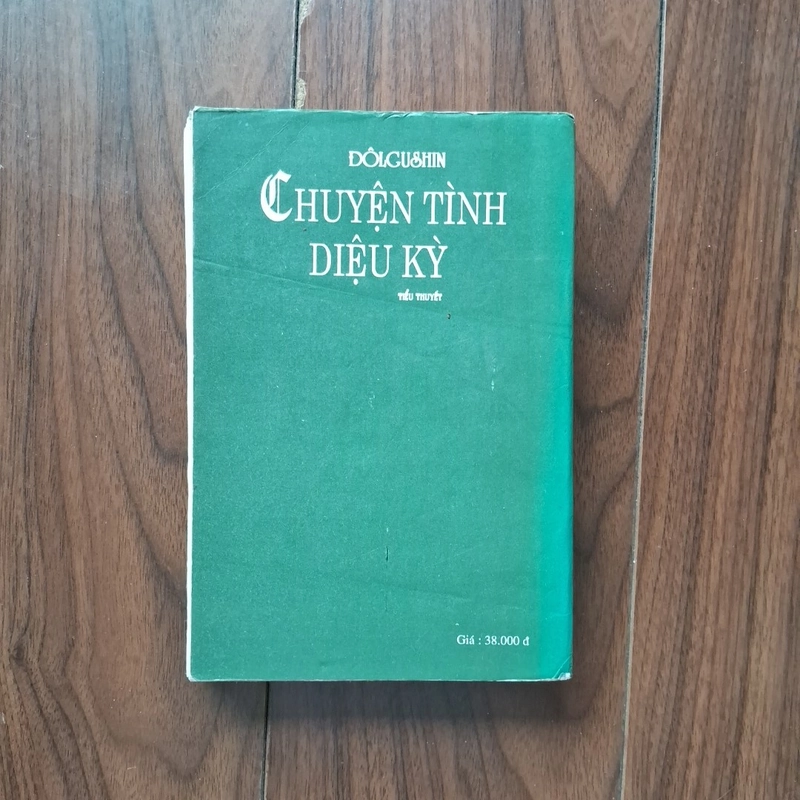 ĐÔLGUSHIN
CHUYỆN TÌNH
DIỆU KỲ
TIỂU THUYẾT
Giá : 38.000 đ